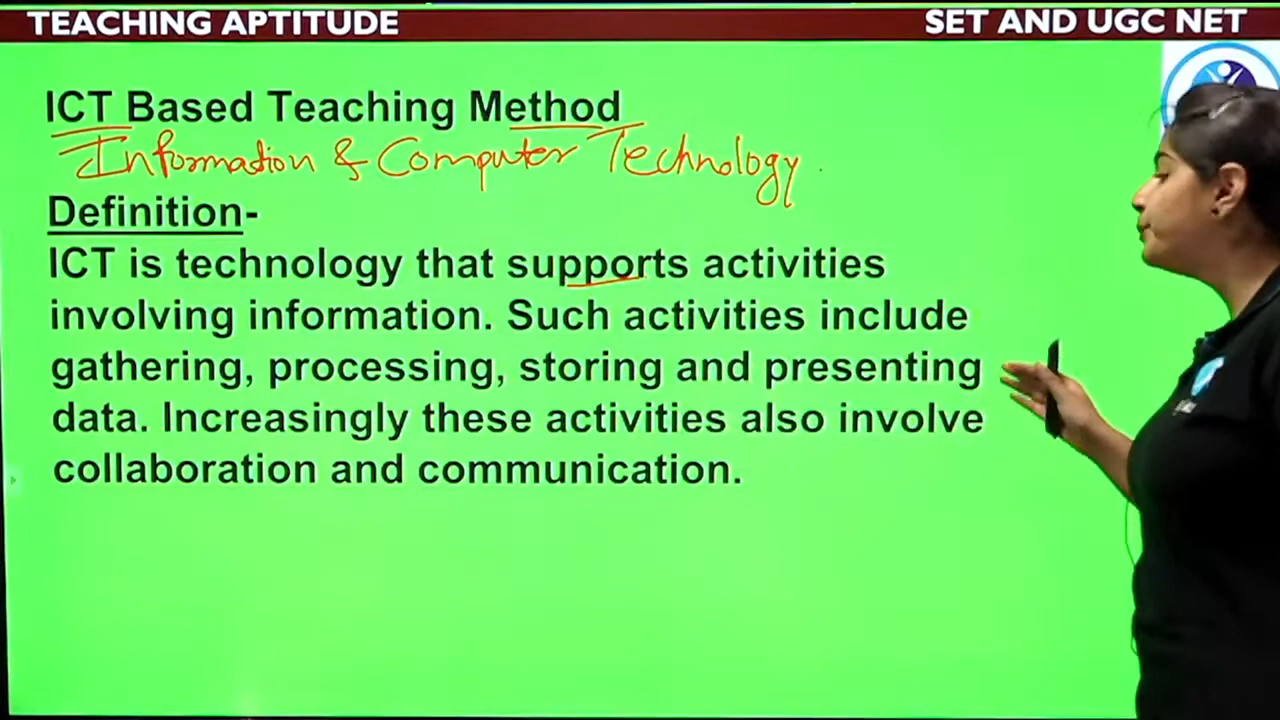 TEACHING APTITUDE
SET AND UGC NET
ICT Based Teaching Method
Information & Computer Technology
Definition-
ICT is technology that supports activities
involving information. Such activities include
gathering, processing, storing and presenting
data. Increasingly these activities also involve
collaboration and communication.